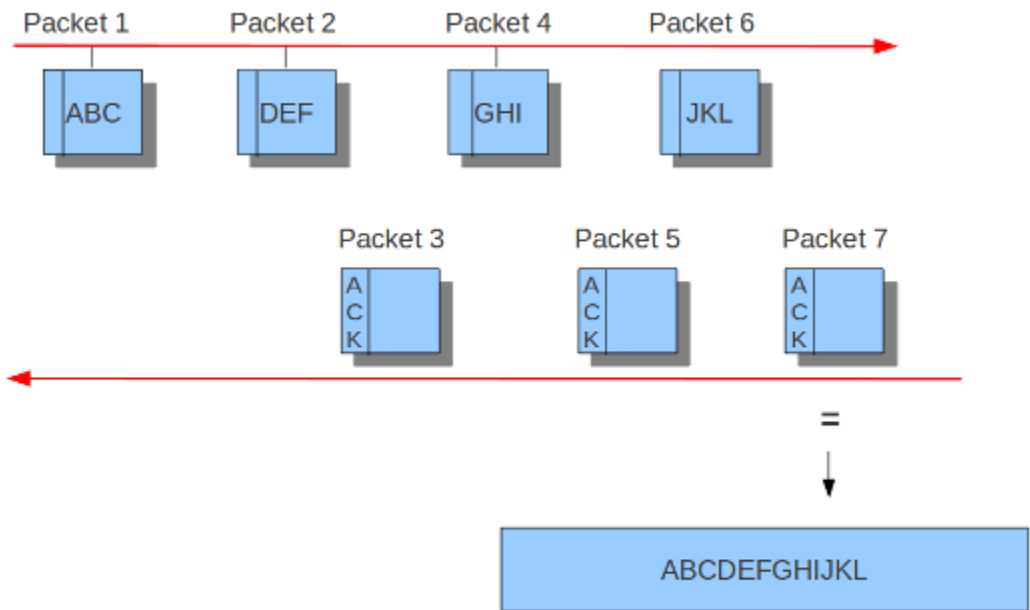 Packet 1 Packet 2 Packet 4 Packet 6
ABC DEF GHI JKL
Packet 3 Packet 5 Packet 7
A A A
C C C
K K K
=
ABCDEFGHIJKL